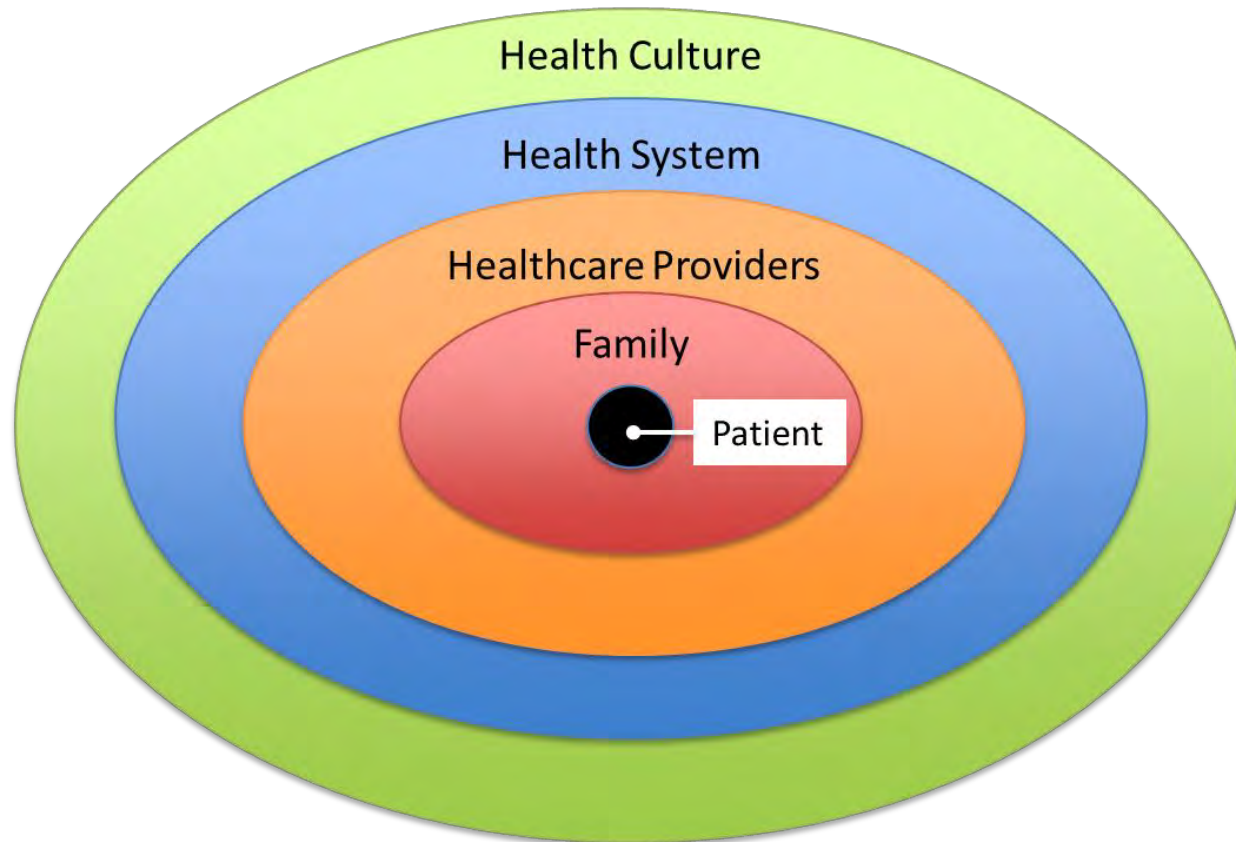 Health Culture
Health System
Healthcare Providers
Family
Patient